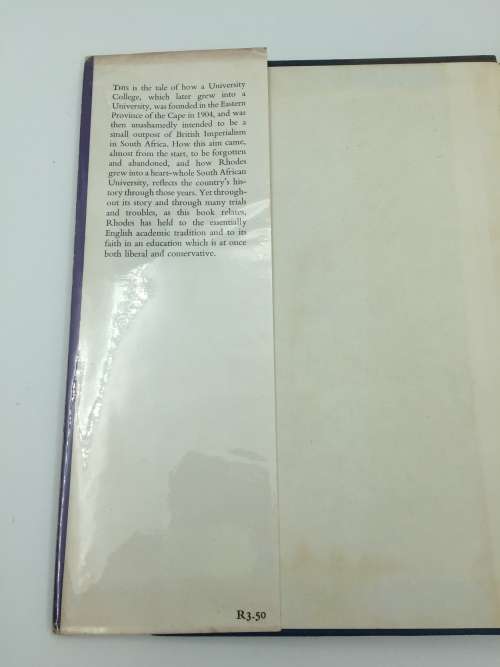 THIS is the tale of how a University
College, which later grew into a
University, was founded in the Eastern
Province of the Cape in 1904, and was
then unashamedly intended to be a
small outpost of British Imperialism
in South Africa. How this aim came,
almost from the start, to be forgotten
and abandoned, and how Rhodes
grew into a heart-whole South African
University, reflects the country's his-
tory through those years. Yet through-
out its story and through many trials
and troubles, as this book relates,
Rhodes has held to the essentially
English academic tradition and to its
faith in an education which is at once
both liberal and conservative.
R3.50